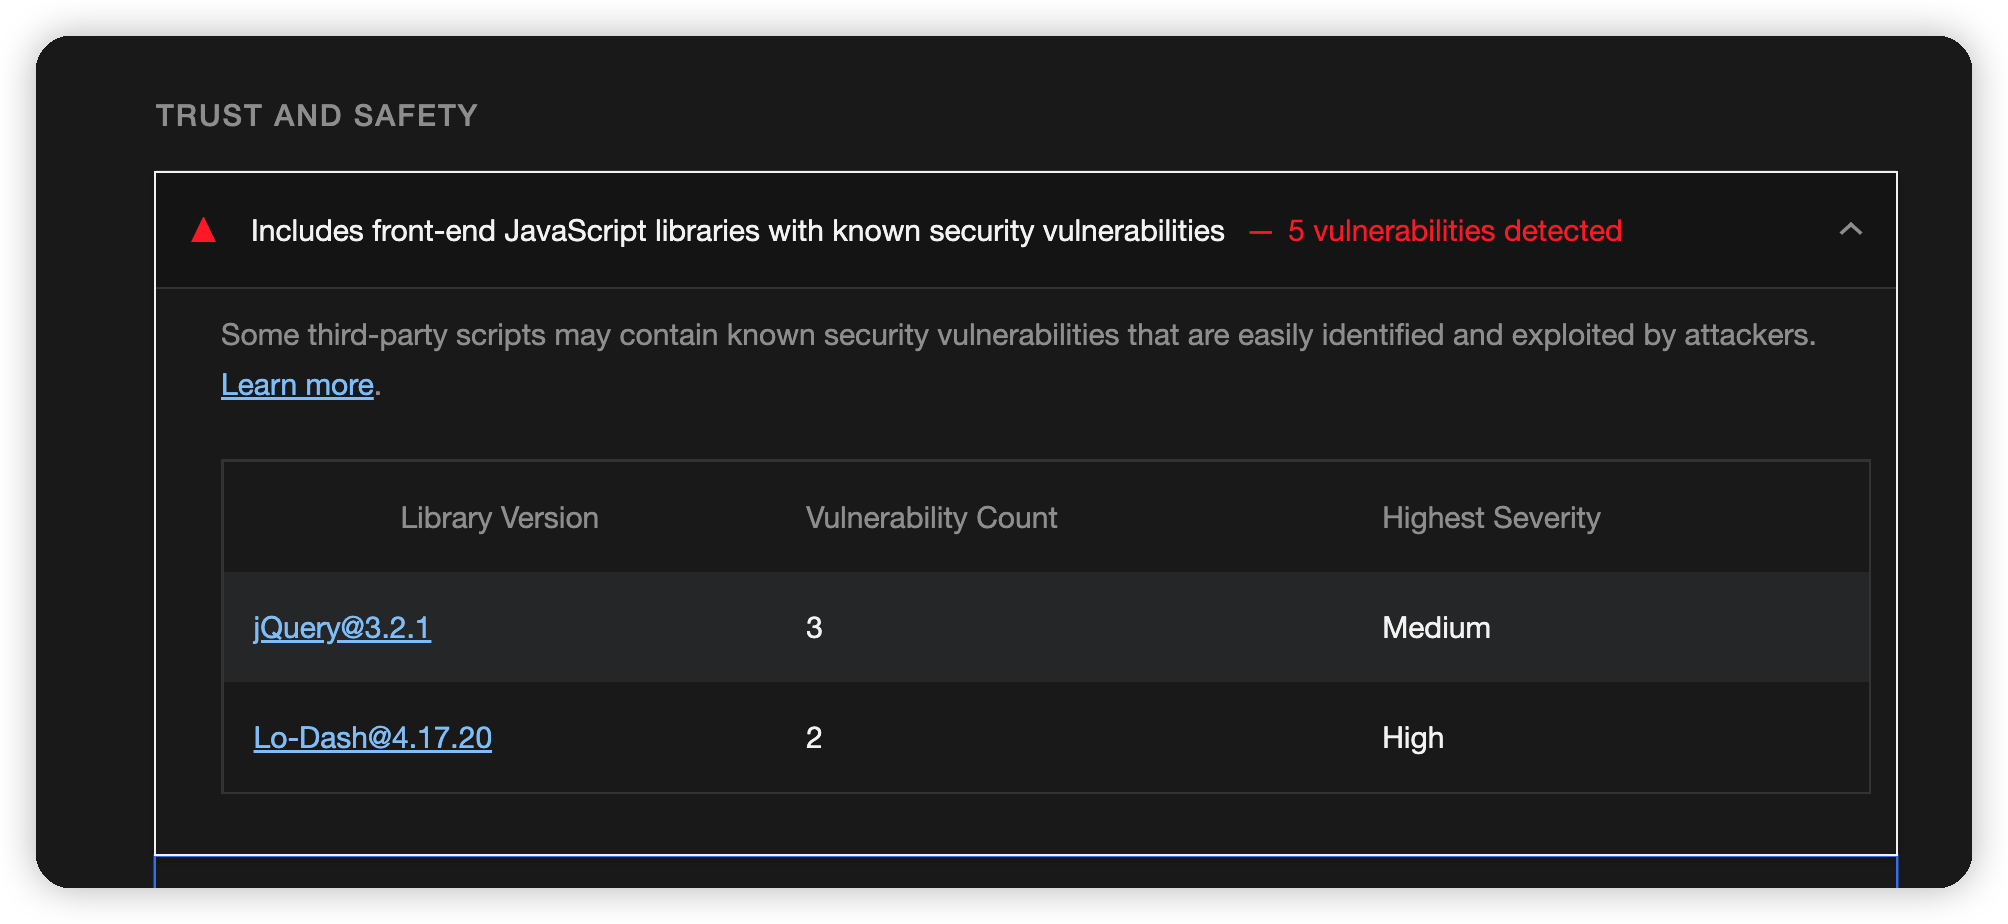 TRUST AND SAFETY
Includes front-end JavaScript libraries with known security vulnerabilities — 5 vulnerabilities detected
Some third-party scripts may contain known security vulnerabilities that are easily identified and exploited by attackers.
Learn more.
Library Version Vulnerability Count Highest Severity
jQuery@3.2.1 3 Medium
Lo-Dash@4.17.20 2 High